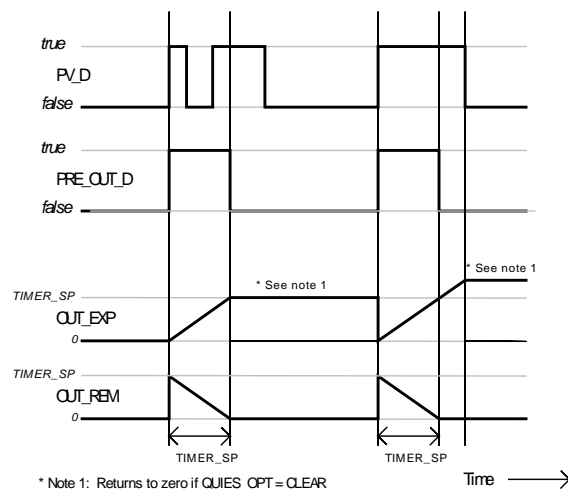 true
PV_D
false
true
PRE_OUT_D
false
* See note 1
* See note 1
TIMER_SP
OUT_EXP
0
TIMER_SP
OUT_REM
0
TIMER_SP
TIMER_SP
* Note 1: Returns to zero if QUIES_OPT = CLEAR
Time